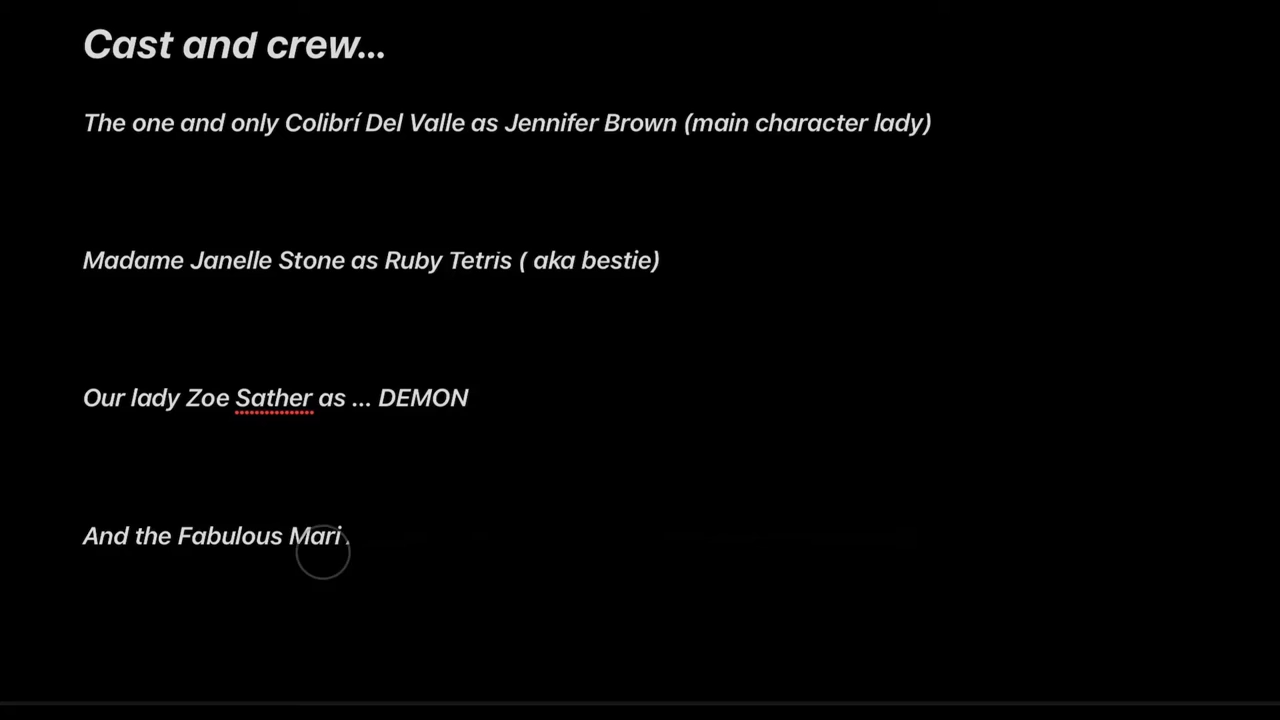 Cast and crew...
The one and only Colibrí Del Valle as Jennifer Brown (main character lady)
Madame Janelle Stone as Ruby Tetris ( aka bestie)
Our lady Zoe Sather as ... DEMON
And the Fabulous Mari